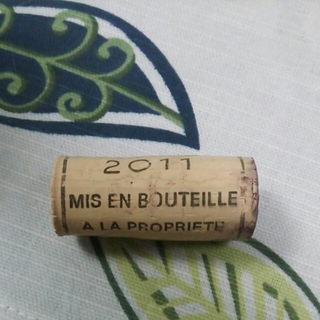 2011
MIS EN BOUTEILLE
A LA PROPRIETE